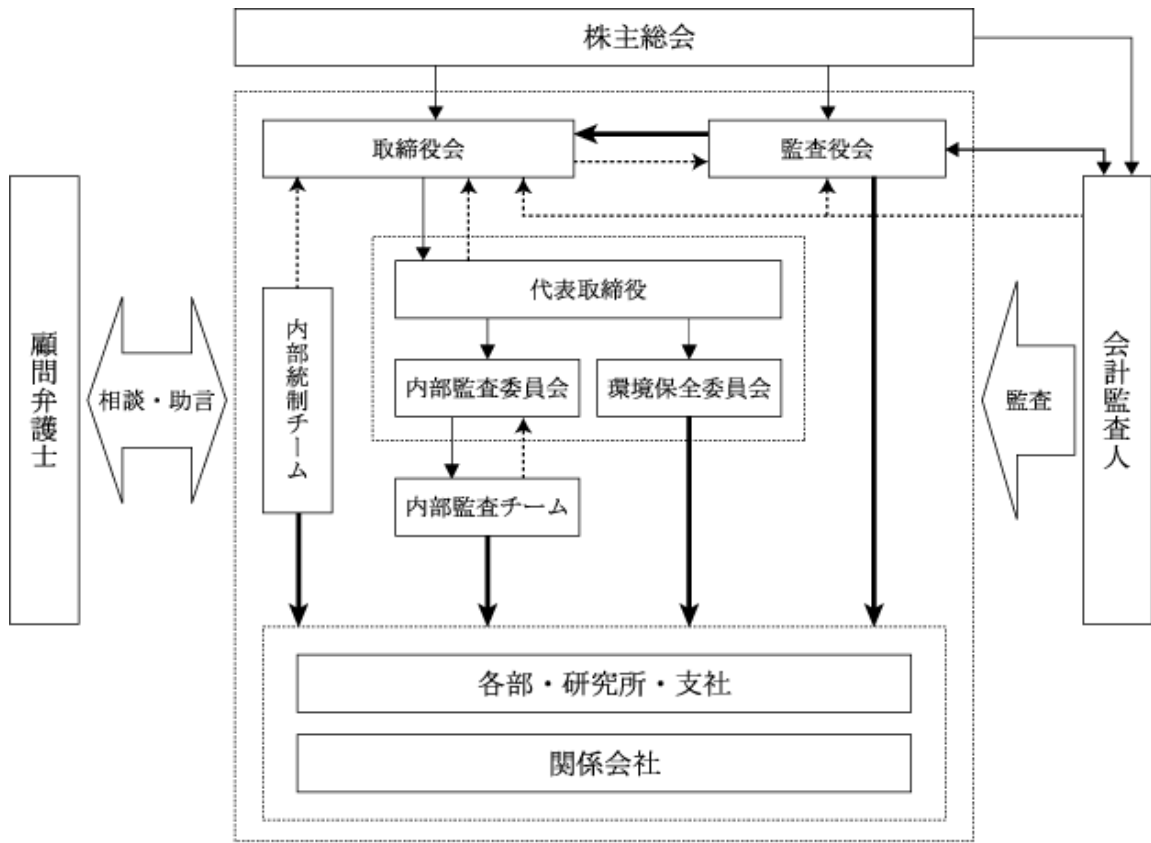 株主総会
取締役会
監査役会
代表取締役
内部統制チーム
顧問弁護士
相談・助言
内部監査委員会
環境保全委員会
監査
会計監査人
内部監査チーム
各部・研究所・支社
関係会社